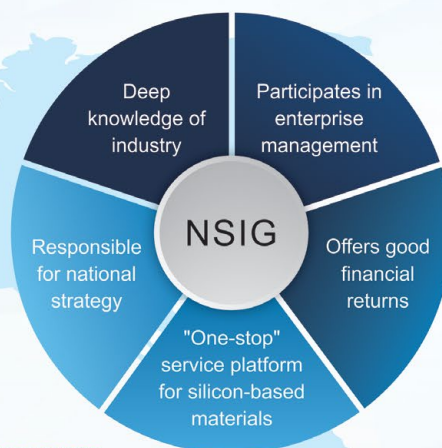 Deep
knowledge of
industry
Participates in
enterprise
management
NSIG
Responsible
for national
strategy
Offers good
financial
returns
"One-stop"
service platform
for silicon-based
materials